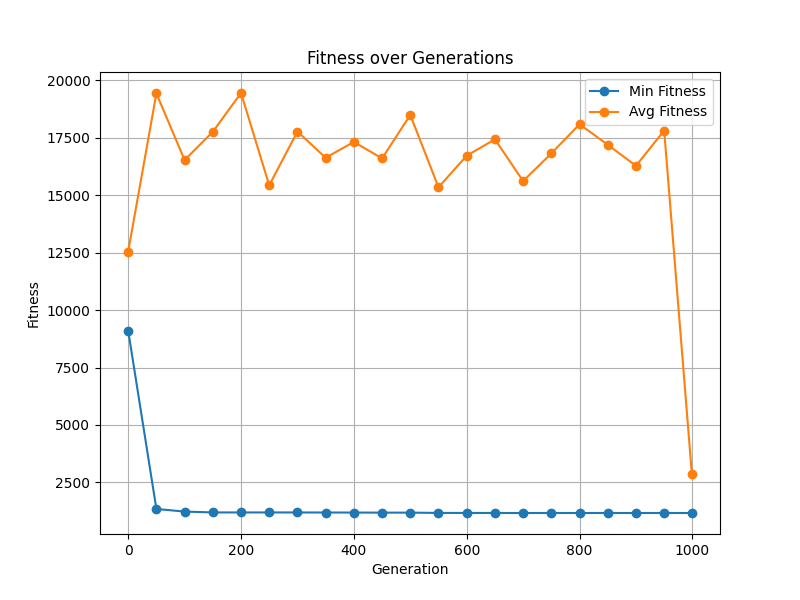 Fitness over Generations
Min Fitness
Avg Fitness
20000
17500
15000
12500
10000
7500
5000
2500
Fitness
0 200 400 600 800 1000
Generation